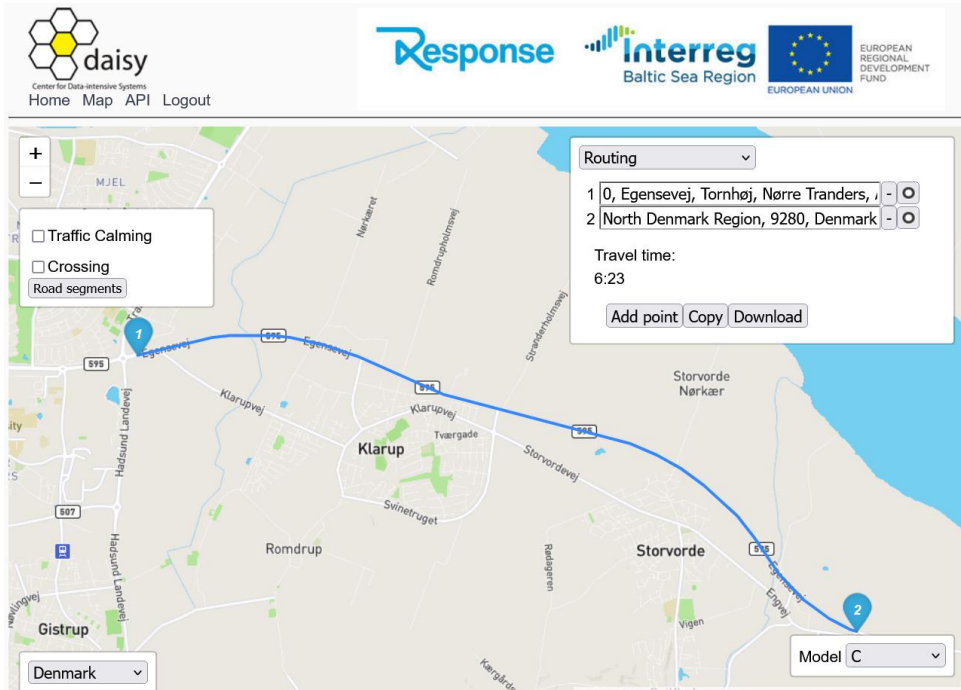 daisy
Center for Data-intensive Systems
Home Map API Logout
Response
Interreg
Baltic Sea Region
EUROPEAN UNION
EUROPEAN
REGIONAL
DEVELOPMENT
FUND
+
−
MJEL
Traffic Calming
Crossing
Road segments
Routing
1 0, Egensevej, Tornhøj, Nørre Tranders,
2 North Denmark Region, 9280, Denmark
Travel time:
6:23
Add point Copy Download
Nørkæret
Romdrupholmsvej
Stranderholmsvej
1
595
Egensevej
595
Egensevej
595
Klarupvej
Klarupvej
Tværgade
Klarup
Storvordevej
595
Storvorde
Nørkær
Hadsund Landevej
Svinetruget
507
Hadsund Landevej
Romdrup
Rødageren
Storvorde
595
Egensevej
Engvej
2
Vigen
Gistrup
Denmark
Model C